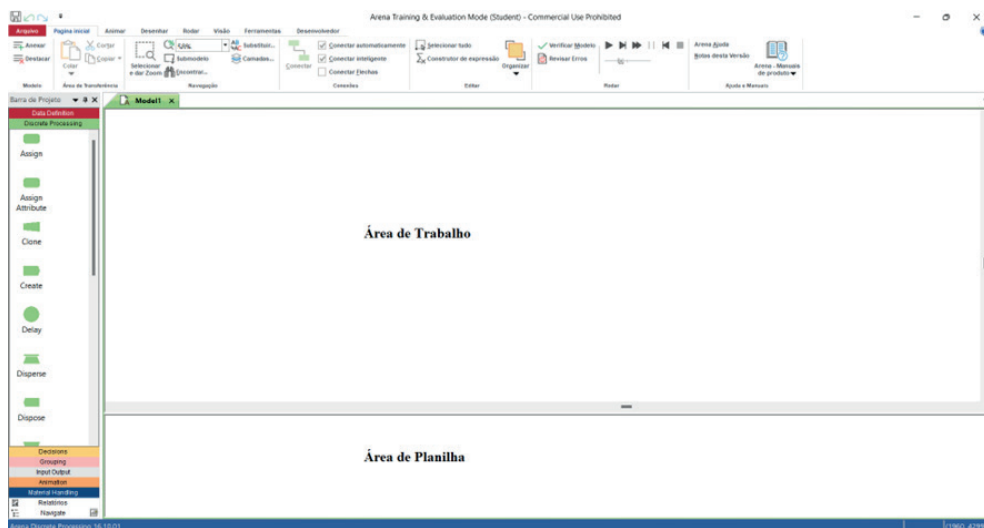 Arena Training & Evaluation Mode (Student) - Commercial Use Prohibited
Arquivo Pagina Inicial Animar Desenhar Rodar Visão Ferramentas Desenvolvedor
Anexar
Destacar
Modelo
Colar
Cortar
Copiar
Área de Transferência
Selecionar
e dar Zoom
Submodelo
Encontrar...
Substituir...
Camadas...
Navegação
Conectar
Conectar automaticamente
Conectar inteligente
Conectar Flechas
Conexões
Selecionar tudo
Construtor de expressão
Organizar
Editar
Verificar Modelo
Revisar Erros
Rodar
Arena Ajuda
Notas desta Versão
Arena - Manuais
de produto
Ajuda e Manuais
Barra de Projeto
Model1
Data Definition
Discrete Processing
Assign
Assign
Attribute
Clone
Create
Delay
Disperse
Dispose
Decisions
Grouping
Input Output
Animation
Material Handling
Relatórios
Navigate
Área de Trabalho
Área de Planilha
Arena Discrete Processing 16.10.01